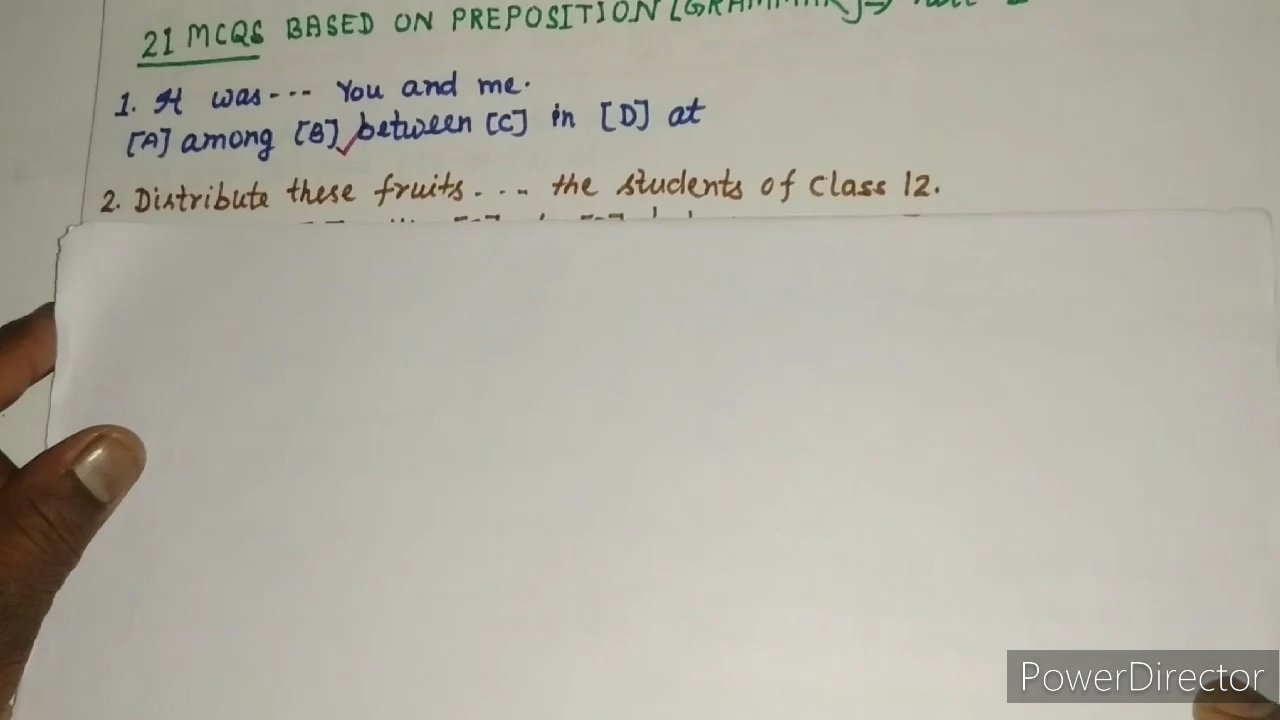 21 MCQS BASED ON PREPOSITION [GRAMMAR] →
1. It was--- You and me.
[A] among [B] between [C] in [D] at
2. Distribute these fruits. . . . the students of Class 12.
PowerDirector